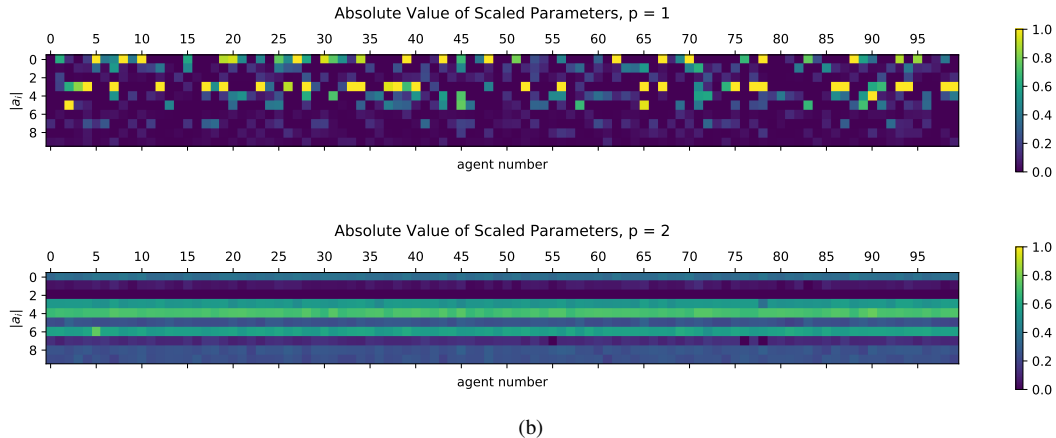 Absolute Value of Scaled Parameters, p = 1
0 5 10 15 20 25 30 35 40 45 50 55 60 65 70 75 80 85 90 95
0
2
4
6
8
|a_i|
agent number
1.0
0.8
0.6
0.4
0.2
0.0
Absolute Value of Scaled Parameters, p = 2
0 5 10 15 20 25 30 35 40 45 50 55 60 65 70 75 80 85 90 95
0
2
4
6
8
|a_i|
agent number
1.0
0.8
0.6
0.4
0.2
0.0
(b)